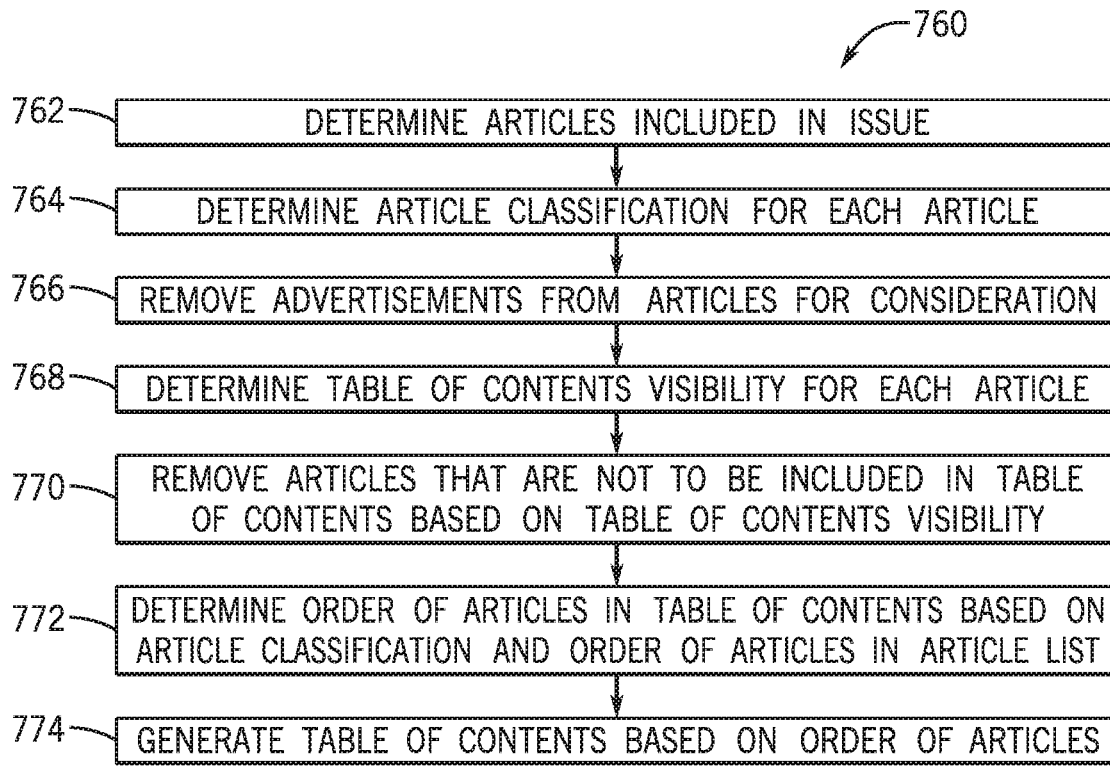 760
762
DETERMINE ARTICLES INCLUDED IN ISSUE
764
DETERMINE ARTICLE CLASSIFICATION FOR EACH ARTICLE
766
REMOVE ADVERTISEMENTS FROM ARTICLES FOR CONSIDERATION
768
DETERMINE TABLE OF CONTENTS VISIBILITY FOR EACH ARTICLE
770
REMOVE ARTICLES THAT ARE NOT TO BE INCLUDED IN TABLE
OF CONTENTS BASED ON TABLE OF CONTENTS VISIBILITY
772
DETERMINE ORDER OF ARTICLES IN TABLE OF CONTENTS BASED ON
ARTICLE CLASSIFICATION AND ORDER OF ARTICLES IN ARTICLE LIST
774
GENERATE TABLE OF CONTENTS BASED ON ORDER OF ARTICLES